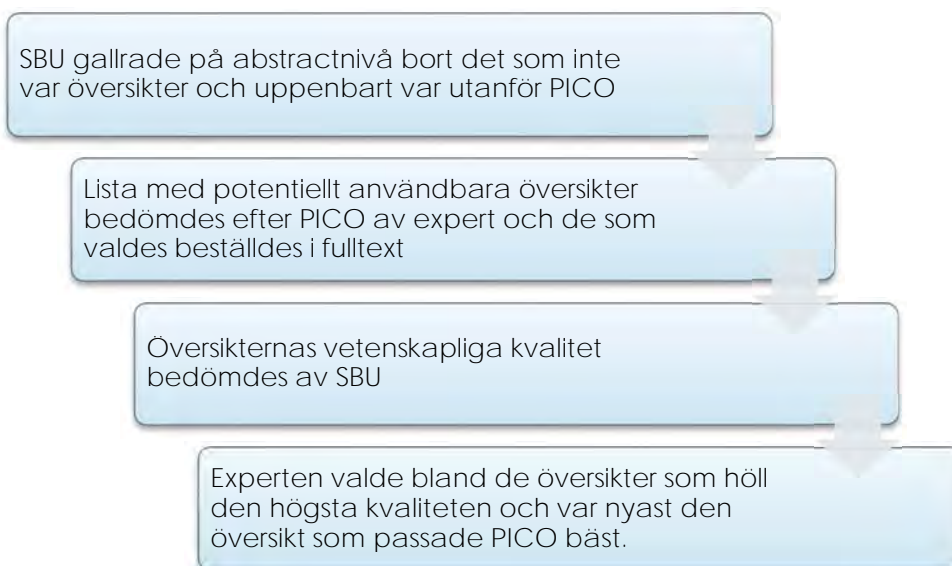 SBU gallrade på abstractnivå bort det som inte
var översikter och uppenbart var utanför PICO
Lista med potentiellt användbara översikter
bedömdes efter PICO av expert och de som
valdes beställdes i fulltext
Översikternas vetenskapliga kvalitet
bedömdes av SBU
Experten valde bland de översikter som höll
den högsta kvaliteten och var nyast den
översikt som passade PICO bäst.